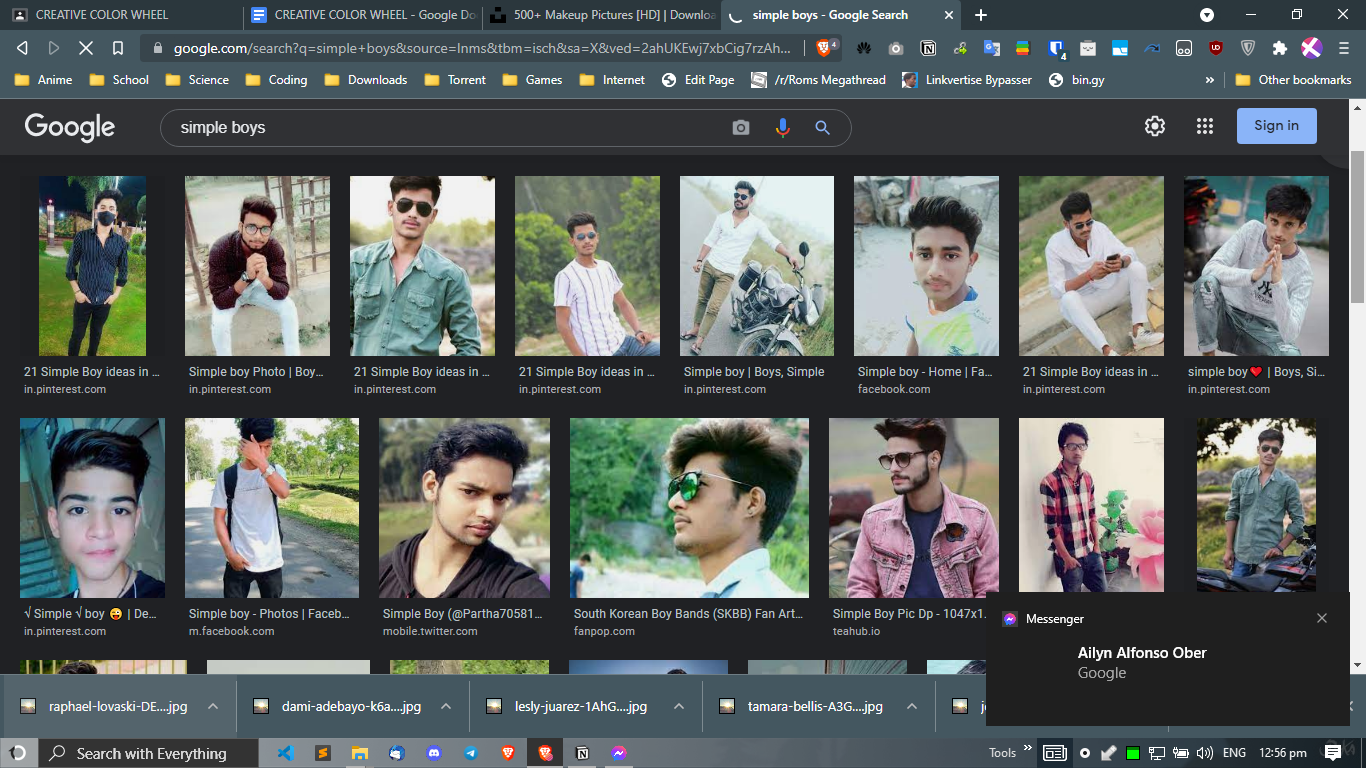 CREATIVE COLOR WHEEL
CREATIVE COLOR WHEEL - Google Do
500+ Makeup Pictures [HD] | Downloa
simple boys - Google Search
google.com/search?q=simple+boys&source=lnms&tbm=isch&sa=X&ved=2ahUKEwj7xbCig7rzAh...
4
4
Anime
School
Science
Coding
Downloads
Torrent
Games
Internet
Edit Page
/r/Roms Megathread
Linkvertise Bypasser
bin.gy
»
Other bookmarks
Google
simple boys
Sign in
21 Simple Boy ideas in ...
in.pinterest.com
Simple boy Photo | Boy...
in.pinterest.com
21 Simple Boy ideas in ...
in.pinterest.com
21 Simple Boy ideas in ...
in.pinterest.com
Simple boy | Boys, Simple
in.pinterest.com
Simple boy - Home | Fa...
facebook.com
21 Simple Boy ideas in ...
in.pinterest.com
simple boy❤️ | Boys, Si...
in.pinterest.com
√ Simple √ boy 😜 | De...
in.pinterest.com
Simple boy - Photos | Faceb...
m.facebook.com
Simple Boy (@Partha70581...
mobile.twitter.com
South Korean Boy Bands (SKBB) Fan Art...
fanpop.com
Simple Boy Pic Dp - 1047x1
teahub.io
Messenger
Ailyn Alfonso Ober
Google
raphael-lovaski-DE....jpg
dami-adebayo-k6a....jpg
lesly-juarez-1AhG....jpg
tamara-bellis-A3G....jpg
Search with Everything
Tools
»
ENG
12:56 pm